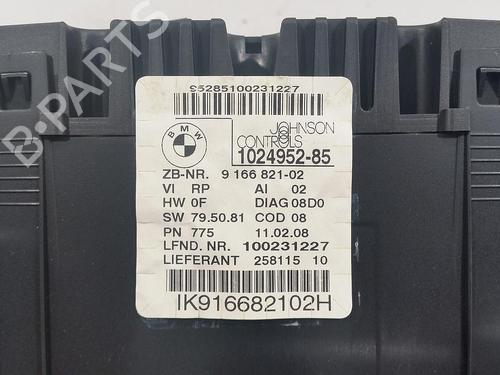 B-PARTS
95285100231227
BMW
JOHNSON
CONTROLS
1024952-85
ZB-NR. 9 166 821-02
VI RP AI 02
HW 0F DIAG 08D0
SW 79.50.81 COD 08
PN 775 11.02.08
LFND. NR. 100231227
LIEFERANT 258115 10
IK916682102H